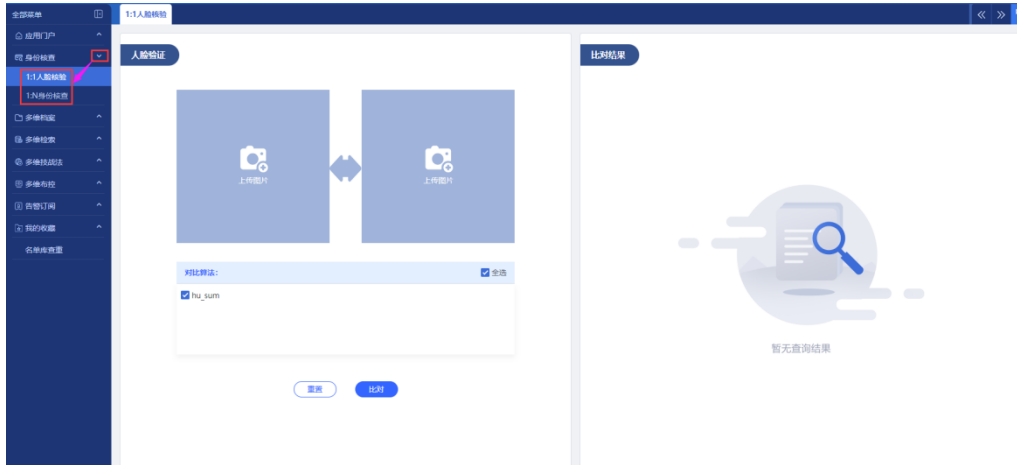 全部菜单
1:1人脸核验
应用门户
身份核查
1:1人脸核验
1:N身份核查
多维档案
多维检索
多维技战法
多维布控
告警订阅
我的收藏
名单库查重
人脸验证
上传图片
上传图片
对比算法：
全选
hu_sum
重置
比对
比对结果
暂无查询结果